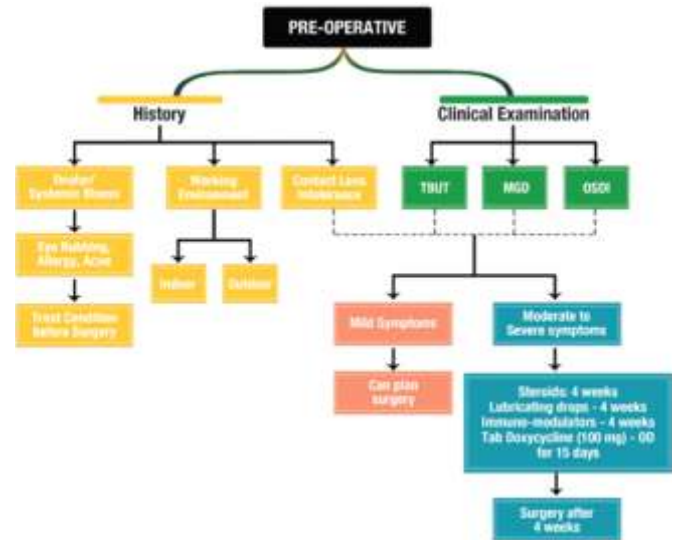 PRE-OPERATIVE
History
Clinical Examination
Ocular/
Systemic illness
Working
Environment
Contact Lens
Intolerance
TBUT
MGD
OSDI
Eye Rubbing,
Allergy, Acne
Indoor
Outdoor
Treat Condition
Before Surgery
Mild Symptoms
Moderate to
Severe symptoms
Can plan
surgery
Steroids: 4 weeks
Lubricating drops - 4 weeks
Immuno-modulators - 4 weeks
Tab Doxycycline (100 mg) - OD
for 15 days
Surgery after
4 weeks